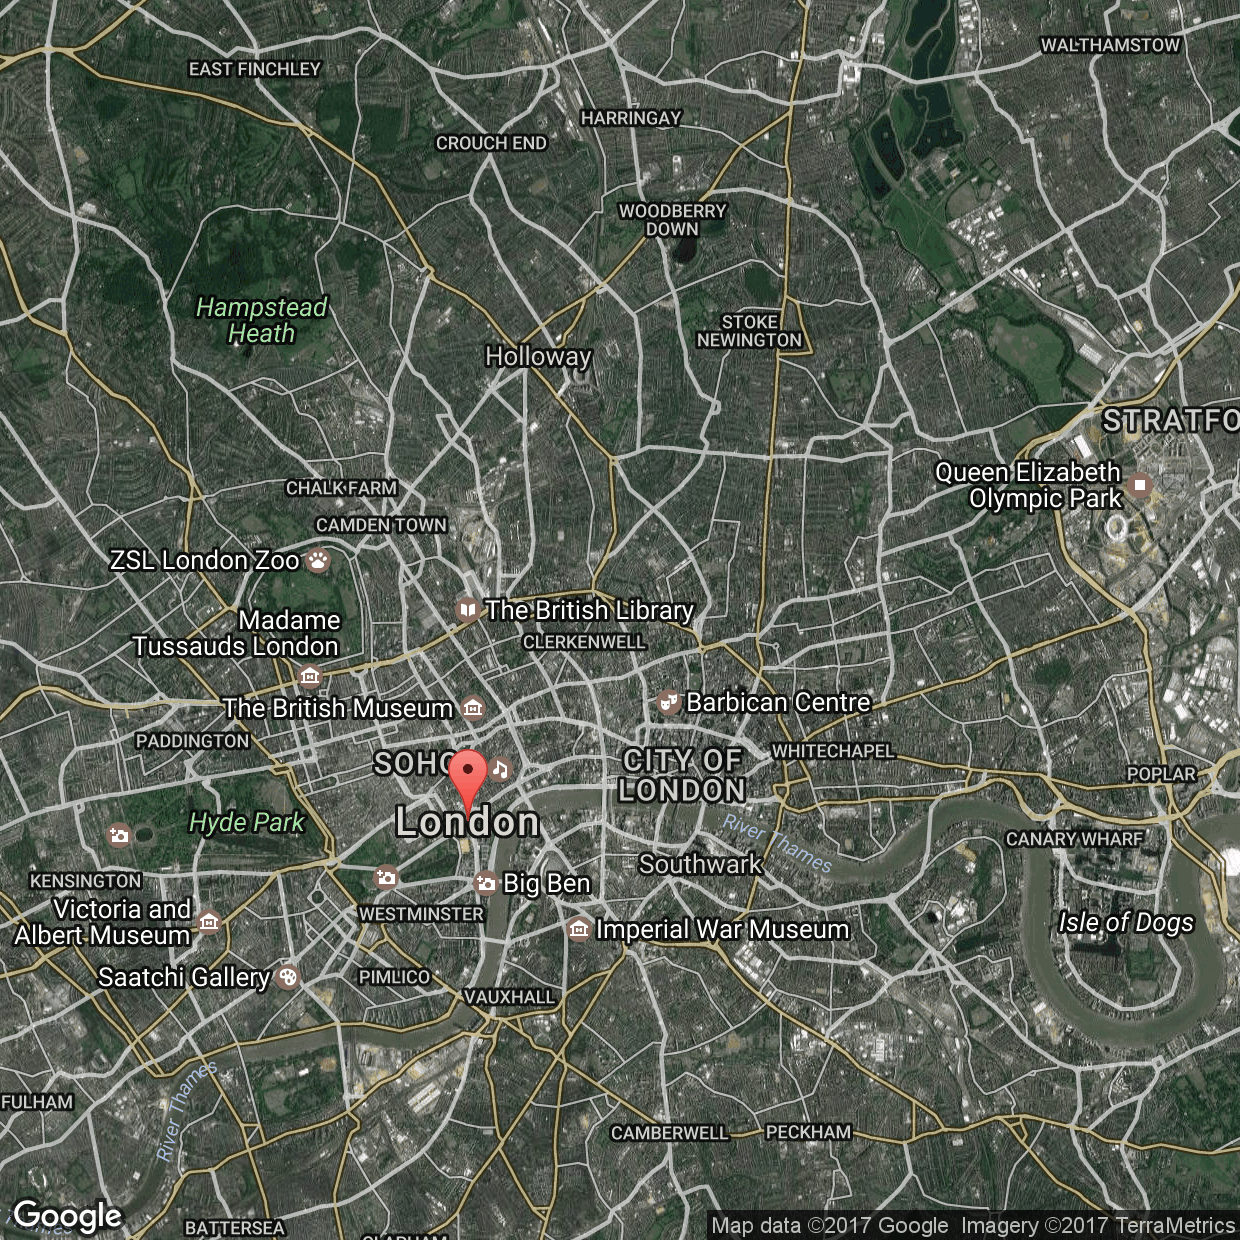 WALTHAMSTOW
EAST FINCHLEY
HARRINGAY
CROUCH END
WOODBERRY
DOWN
Hampstead
Heath
STOKE
NEWINGTON
Holloway
STRATFO
Queen Elizabeth
Olympic Park
CHALK FARM
CAMDEN TOWN
ZSL London Zoo
The British Library
Madame
Tussauds London
CLERKENWELL
The British Museum
Barbican Centre
PADDINGTON
WHITECHAPEL
SOHO
CITY OF
LONDON
POPLAR
Hyde Park
London
River Thames
CANARY WHARF
Southwark
KENSINGTON
Big Ben
Victoria and
Albert Museum
WESTMINSTER
Imperial War Museum
Isle of Dogs
Saatchi Gallery
PIMLICO
VAUXHALL
River Thames
FULHAM
CAMBERWELL
PECKHAM
Google
BATTERSEA
CLAPHAM
Map data ©2017 Google Imagery ©2017 TerraMetrics